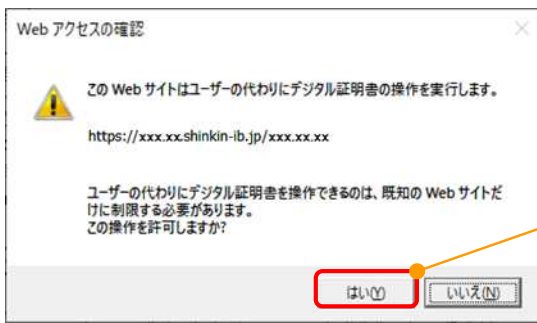 Web アクセスの確認
この Web サイトはユーザーの代わりにデジタル証明書の操作を実行します。
https://xxx.xx.shinkin-ib.jp/xxx.xx.xx
ユーザーの代わりにデジタル証明書を操作できるのは、既知の Web サイトだ
けに制限する必要があります。
この操作を許可しますか?
はい(Y)
いいえ(N)